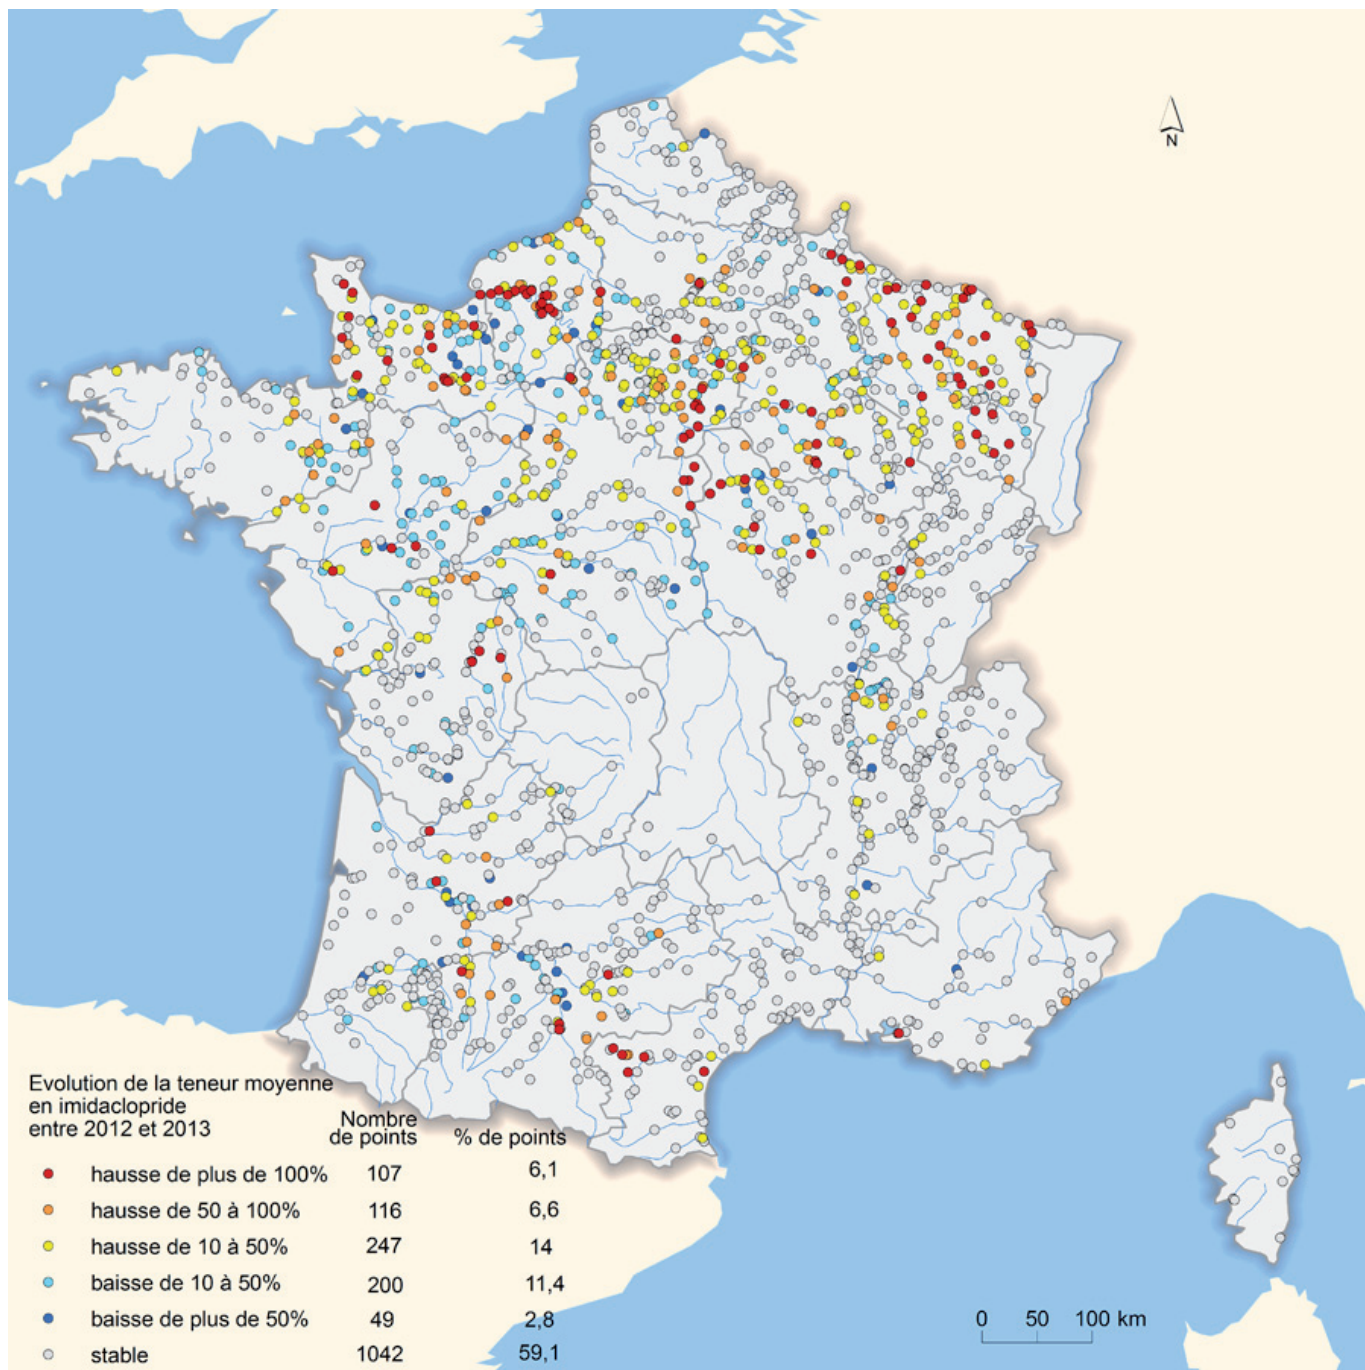 N
Evolution de la teneur moyenne
en imidaclopride
entre 2012 et 2013
Nombre
de points
% de points
hausse de plus de 100% 107 6,1
hausse de 50 à 100% 116 6,6
hausse de 10 à 50% 247 14
baisse de 10 à 50% 200 11,4
baisse de plus de 50% 49 2,8
stable 1042 59,1
0 50 100 km